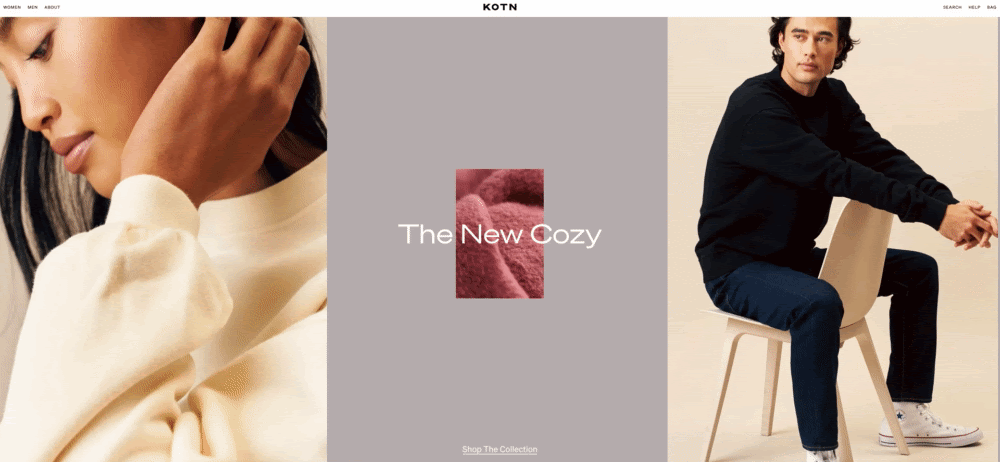 WOMEN MEN ABOUT KOTN SEARCH HELP BAG
The New Cozy
Shop The Collection